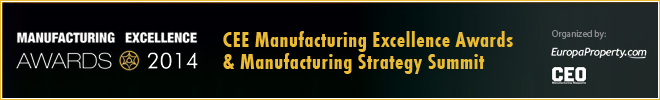 MANUFACTURING EXCELLENCE
AWARDS 2014
CEE Manufacturing Excellence Awards
& Manufacturing Strategy Summit
Organized by:
EuropaProperty.com
CEO